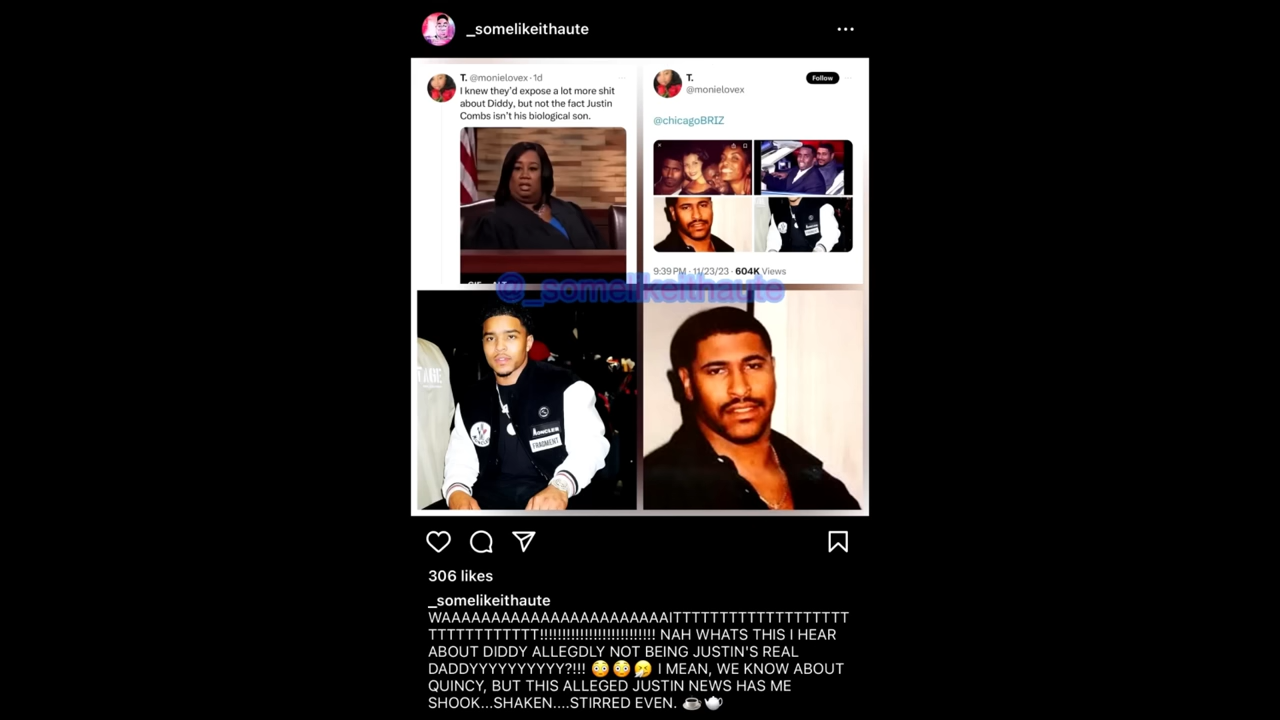 _somelikeithaute
T. @monielovex · 1d
I knew they'd expose a lot more shit
about Diddy, but not the fact Justin
Combs isn't his biological son.
T.
@monielovex
Follow
@chicagoBRIZ
9:39 PM · 11/23/23 · 604K Views
@_somelikeithaute
MONCLER
FRAGMENT
306 likes
_somelikeithaute
WAAAAAAAAAAAAAAAAAAAAAAAITTTTTTTTTTTTTTTTTTT
TTTTTTTTTTTT!!!!!!!!!!!!!!!!!!!!!!!!!! NAH WHATS THIS I HEAR
ABOUT DIDDY ALLEGDLY NOT BEING JUSTIN'S REAL
DADDYYYYYYYYYY?!!! 😳😳🤧 I MEAN, WE KNOW ABOUT
QUINCY, BUT THIS ALLEGED JUSTIN NEWS HAS ME
SHOOK...SHAKEN....STIRRED EVEN. ☕🫖